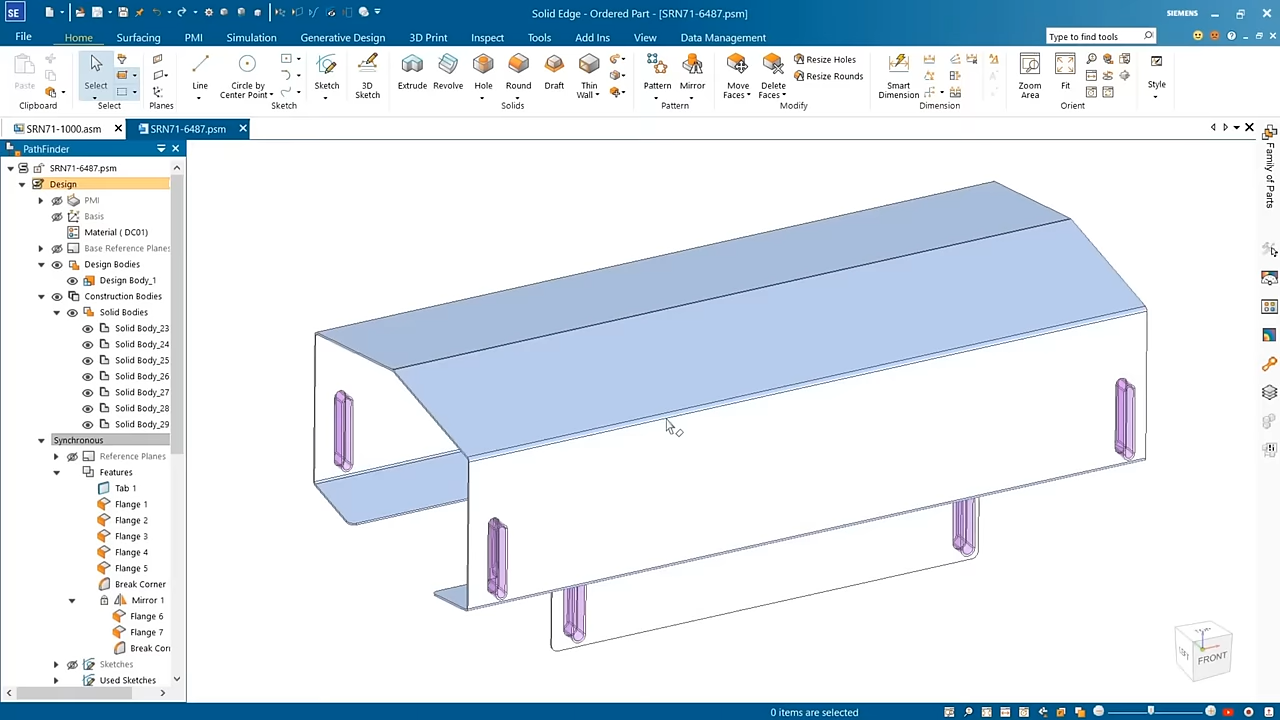 SE
Solid Edge - Ordered Part - [SRN71-6487.psm]
SIEMENS
File
Home
Surfacing
PMI
Simulation
Generative Design
3D Print
Inspect
Tools
Add Ins
View
Data Management
Type to find tools
Paste
Select
Line
Circle by
Center Point
Sketch
3D
Sketch
Extrude
Revolve
Hole
Round
Draft
Thin
Wall
Pattern
Mirror
Move
Faces
Delete
Faces
Resize Holes
Resize Rounds
Smart
Dimension
Zoom
Area
Fit
Style
Clipboard
Select
Planes
Sketch
Solids
Pattern
Modify
Dimension
Orient
SRN71-1000.asm
SRN71-6487.psm
PathFinder
SRN71-6487.psm
Design
PMI
Basis
Material ( DC01)
Base Reference Planes
Design Bodies
Design Body_1
Construction Bodies
Solid Bodies
Solid Body_23
Solid Body_24
Solid Body_25
Solid Body_26
Solid Body_27
Solid Body_28
Solid Body_29
Synchronous
Reference Planes
Features
Tab 1
Flange 1
Flange 2
Flange 3
Flange 4
Flange 5
Break Corner
Mirror 1
Flange 6
Flange 7
Break Corn
Sketches
Used Sketches
Family of Parts
FRONT
0 items are selected